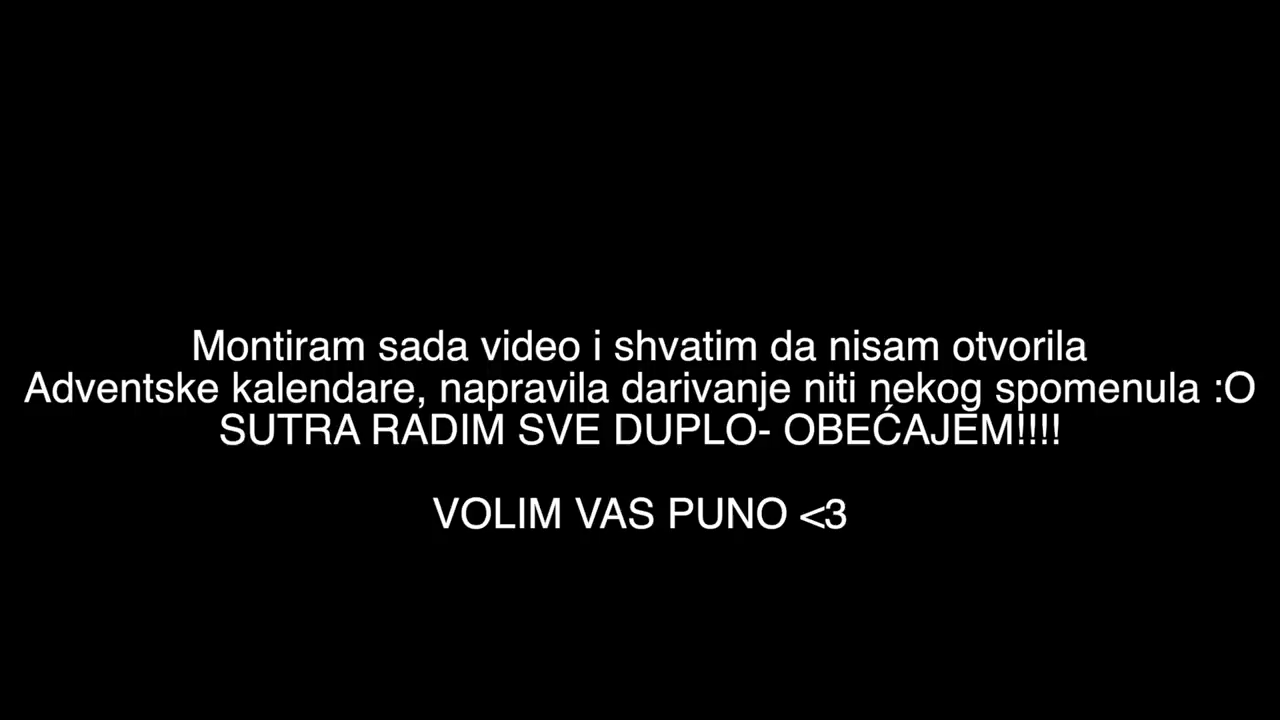 Montiram sada video i shvatim da nisam otvorila
Adventske kalendare, napravila darivanje niti nekog spomenula :O
SUTRA RADIM SVE DUPLO- OBEĆAJEM!!!!
VOLIM VAS PUNO <3